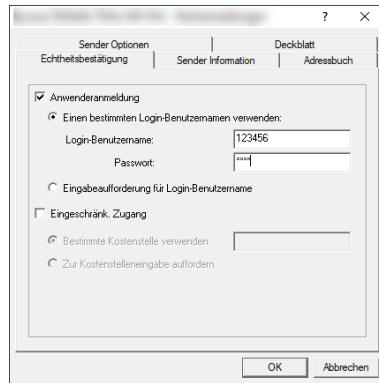 ? ×
Sender Optionen Deckblatt
Echtheitsbestätigung Sender Information Adressbuch
Anwenderanmeldung
Einen bestimmten Login-Benutzernamen verwenden:
Login-Benutzername: 123456
Passwort: ****
Eingabeaufforderung für Login-Benutzername
Eingeschränk. Zugang
Bestimmte Kostenstelle verwenden:
Zur Kostenstelleneingabe auffordern
OK Abbrechen